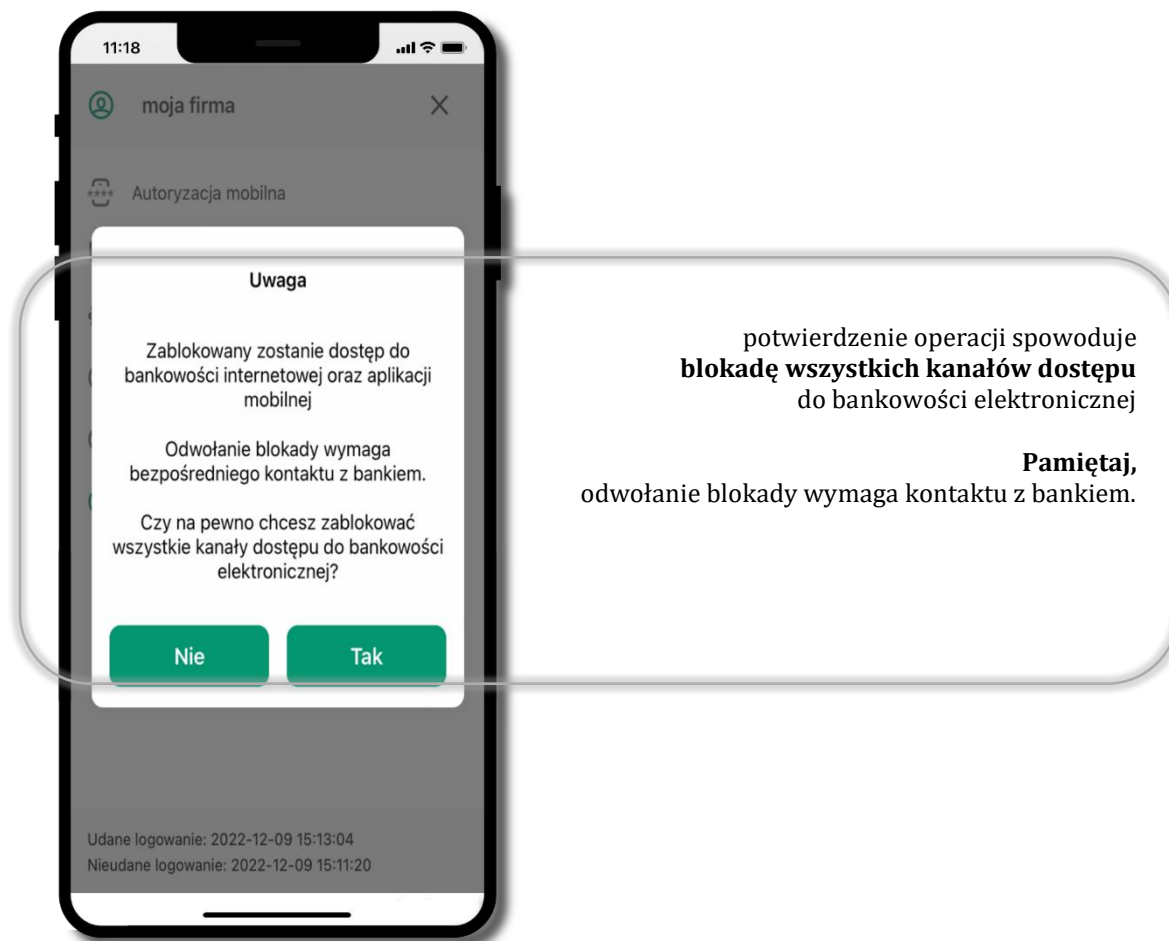 11:18
moja firma
Autoryzacja mobilna
Uwaga
Zablokowany zostanie dostęp do
bankowości internetowej oraz aplikacji
mobilnej
Odwołanie blokady wymaga
bezpośredniego kontaktu z bankiem.
Czy na pewno chcesz zablokować
wszystkie kanały dostępu do bankowości
elektronicznej?
Nie Tak
Udane logowanie: 2022-12-09 15:13:04
Nieudane logowanie: 2022-12-09 15:11:20
potwierdzenie operacji spowoduje
blokadę wszystkich kanałów dostępu
do bankowości elektronicznej
Pamiętaj,
odwołanie blokady wymaga kontaktu z bankiem.